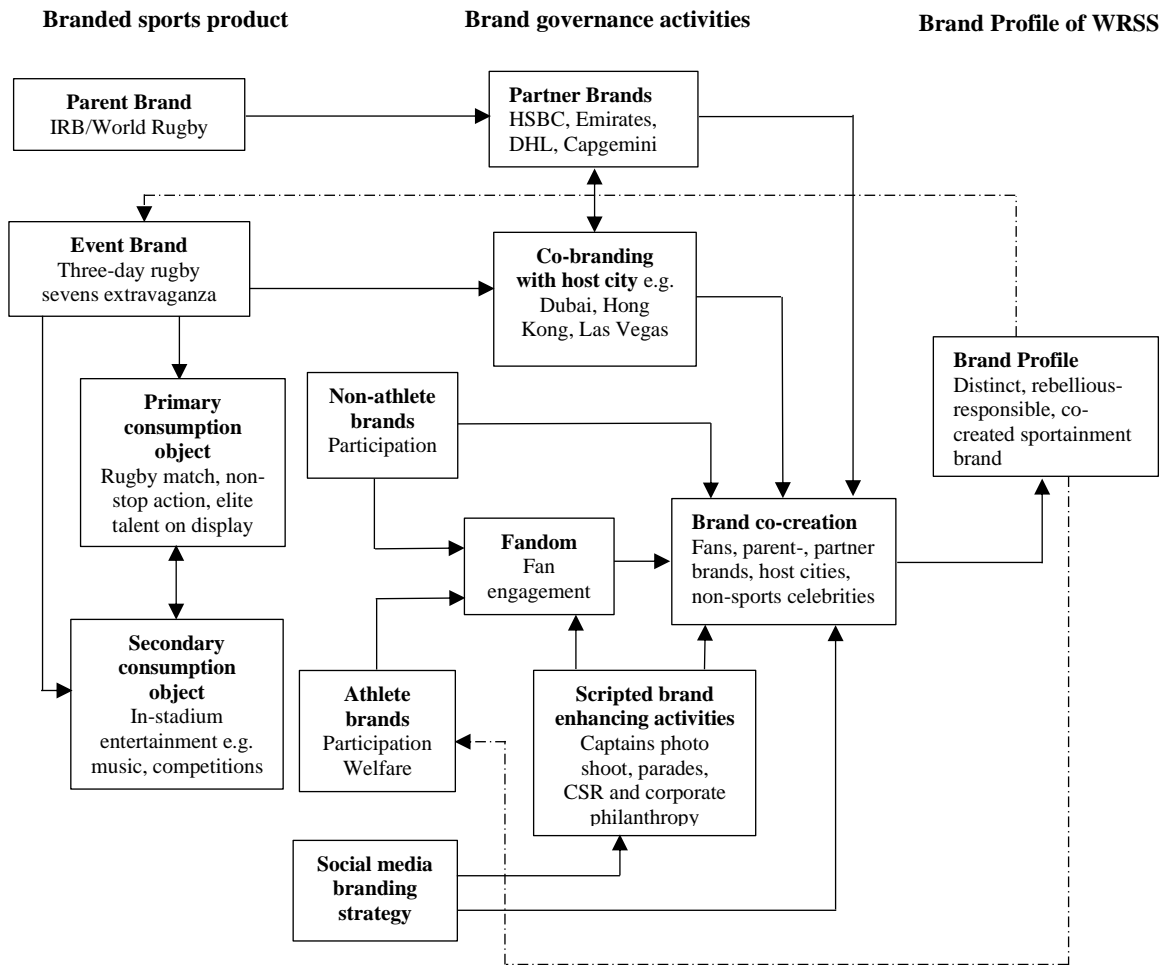 Branded sports product
Brand governance activities
Brand Profile of WRSS
Parent Brand
IRB/World Rugby
Partner Brands
HSBC, Emirates,
DHL, Capgemini
Event Brand
Three-day rugby
sevens extravaganza
Co-branding
with host city e.g.
Dubai, Hong
Kong, Las Vegas
Primary
consumption
object
Rugby match, non-
stop action, elite
talent on display
Non-athlete
brands
Participation
Brand Profile
Distinct, rebellious-
responsible, co-
created sportainment
brand
Fandom
Fan
engagement
Brand co-creation
Fans, parent-, partner
brands, host cities,
non-sports celebrities
Secondary
consumption
object
In-stadium
entertainment e.g.
music, competitions
Athlete
brands
Participation
Welfare
Scripted brand
enhancing activities
Captains photo
shoot, parades,
CSR and corporate
philanthropy
Social media
branding
strategy